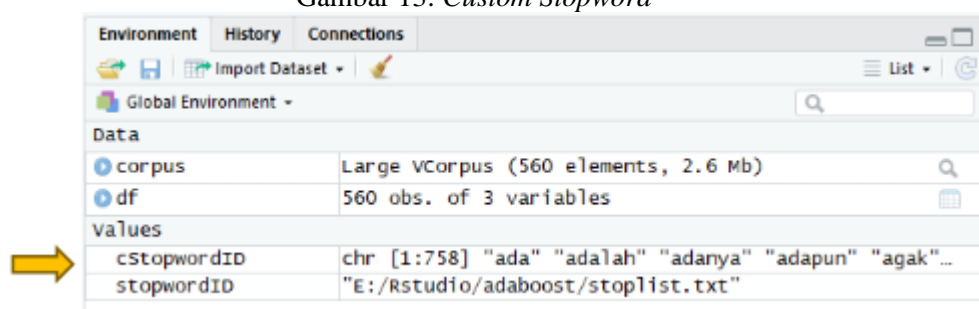 Gambar 13. Custom Stopword
Environment History Connections
Import Dataset List
Global Environment
Data
corpus Large VCorpus (560 elements, 2.6 Mb)
df 560 obs. of 3 variables
Values
cStopwordID chr [1:758] "ada" "adalah" "adanya" "adapun" "agak"…
stopwordID "E:/Rstudio/adaboost/stoplist.txt"